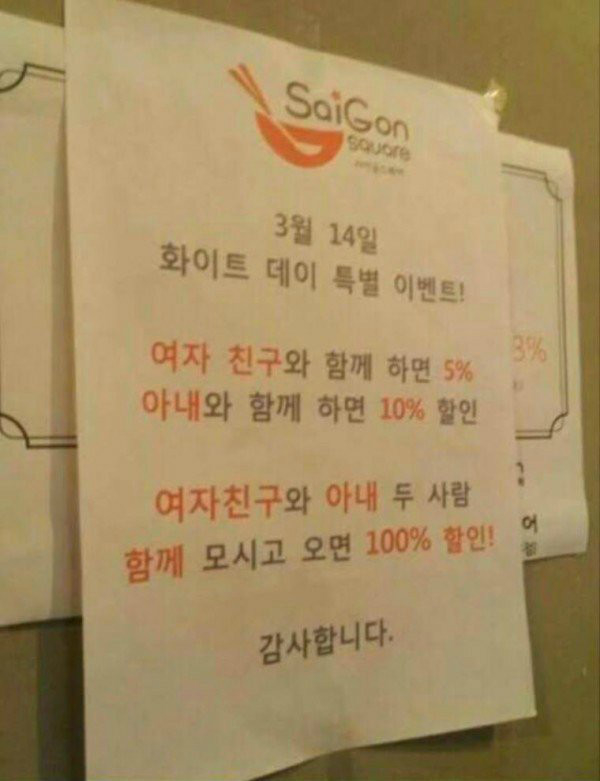 SaiGon
square
3월 14일
화이트 데이 특별 이벤트!
여자 친구와 함께 하면 5%
아내와 함께 하면 10% 할인
여자친구와 아내 두 사람
함께 모시고 오면 100% 할인!
감사합니다.
3%
어